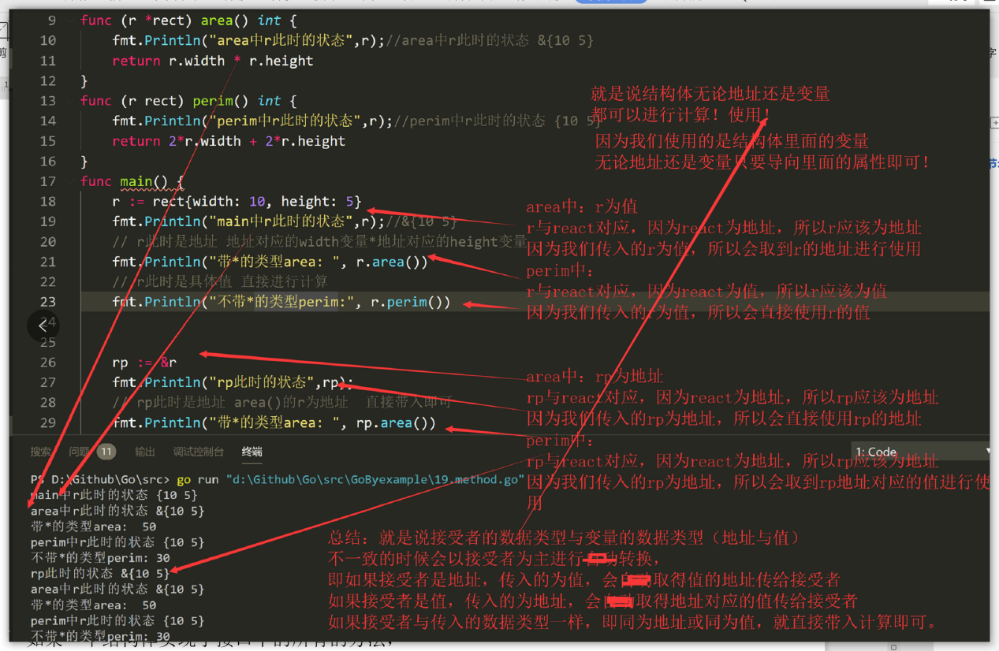 9 func (r *rect) area() int {
10 fmt.Println("area中r此时的状态",r);//area中r此时的状态 &{10 5}
11 return r.width * r.height
12 }
13 func (r rect) perim() int {
14 fmt.Println("perim中r此时的状态",r);//perim中r此时的状态 {10 5}
15 return 2*r.width + 2*r.height
16 }
17 func main() {
18 r := rect{width: 10, height: 5}
19 fmt.Println("main中r此时的状态",r);//&{10 5}
20 // r此时是地址 地址对应的width变量*地址对应的height变量
21 fmt.Println("带*的类型area: ", r.area())
22 // r此时是具体值 直接进行计算
23 fmt.Println("不带*的类型perim:", r.perim())
24
25
26 rp := &r
27 fmt.Println("rp此时的状态",rp);
28 // rp此时是地址 area()的r为地址 直接带入即可
29 fmt.Println("带*的类型area: ", rp.area())
就是说结构体无论地址还是变量
都可以进行计算！使用！
因为我们使用的是结构体里面的变量
无论地址还是变量只要导向里面的属性即可！
area中：r为值
r与react对应，因为react为地址，所以r应该为地址
因为我们传入的r为值，所以会取到r的地址进行使用
perim中：
r与react对应，因为react为值，所以r应该为值
因为我们传入的r为值，所以会直接使用r的值
area中：rp为地址
rp与react对应，因为react为地址，所以rp应该为地址
因为我们传入的rp为地址，所以会直接使用rp的地址
perim中：
rp与react对应，因为react为地址，所以rp应该为地址
因为我们传入的rp为地址，所以会取到rp地址对应的值进行使
用
搜索 问题 11 输出 调试控制台 终端
1: Code
PS D:\Github\Go\src> go run "d:\Github\Go\src\GoByexample\19.method.go"
main中r此时的状态 {10 5}
area中r此时的状态 &{10 5}
带*的类型area:  50
perim中r此时的状态 {10 5}
不带*的类型perim: 30
rp此时的状态 &{10 5}
area中r此时的状态 &{10 5}
带*的类型area:  50
perim中r此时的状态 {10 5}
不带*的类型perim: 30
总结：就是说接受者的数据类型与变量的数据类型（地址与值）
不一致的时候会以接受者为主进行转换，
即如果接受者是地址，传入的为值，会取得值的地址传给接受者
如果接受者是值，传入的为地址，会取得地址对应的值传给接受者
如果接受者与传入的数据类型一样，即同为地址或同为值，就直接带入计算即可。